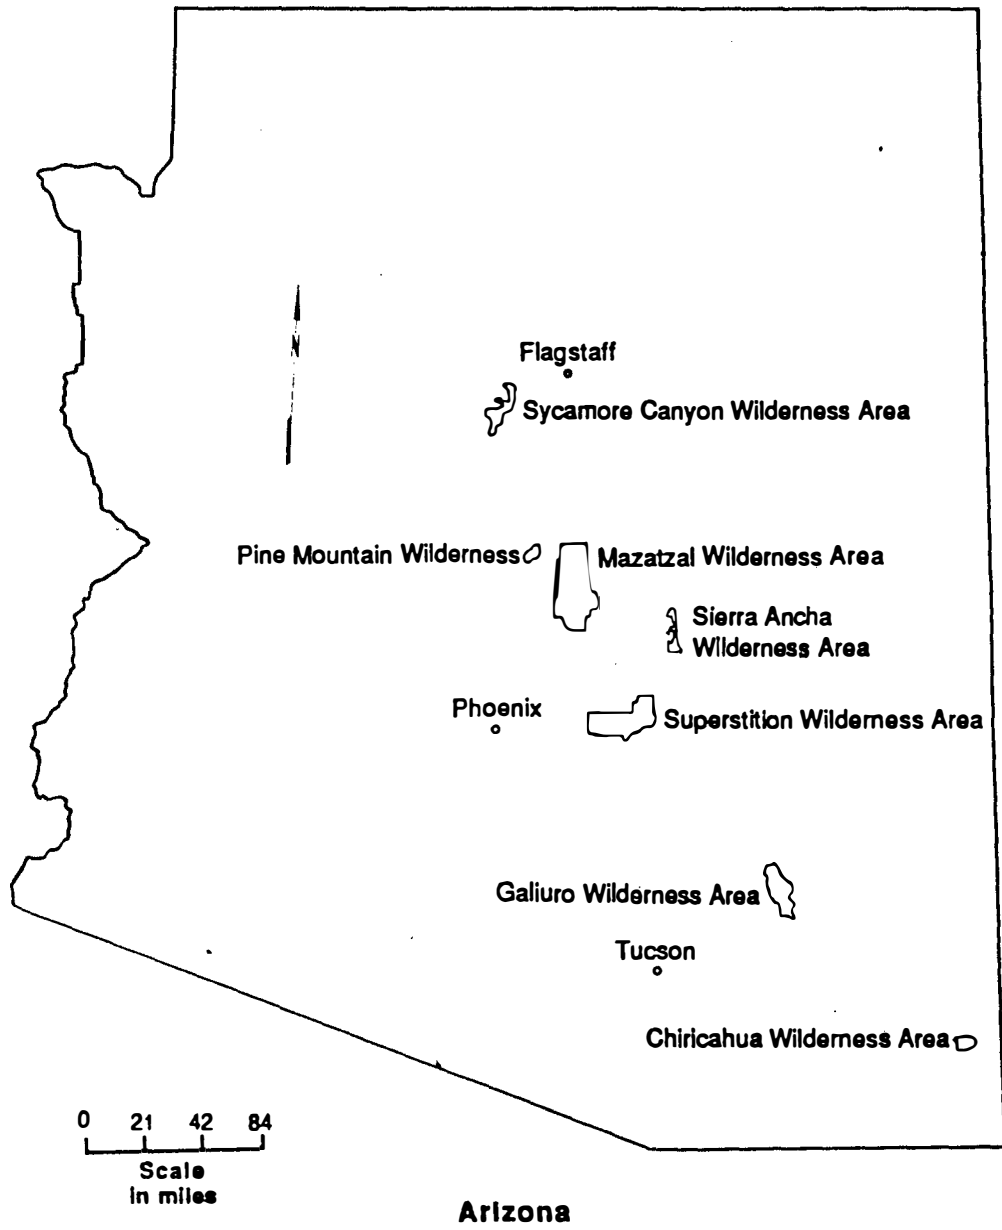 N
Flagstaff
Sycamore Canyon Wilderness Area
Pine Mountain Wilderness
Mazatzal Wilderness Area
Sierra Ancha
Wilderness Area
Phoenix
Superstition Wilderness Area
Galiuro Wilderness Area
Tucson
Chiricahua Wilderness Area
0 21 42 84
Scale
in miles
Arizona